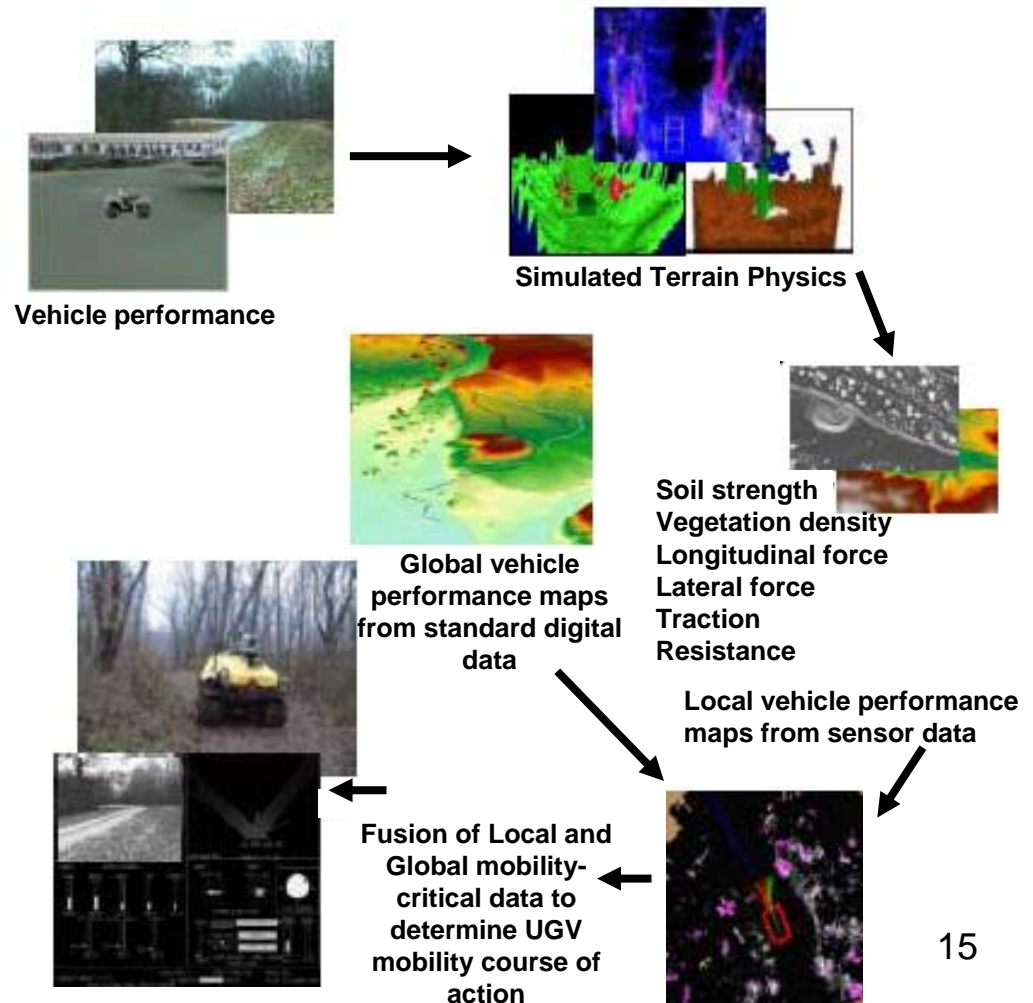 Vehicle performance
Simulated Terrain Physics
Soil strength
Vegetation density
Longitudinal force
Lateral force
Traction
Resistance
Global vehicle
performance maps
from standard digital
data
Local vehicle performance
maps from sensor data
Fusion of Local and
Global mobility-
critical data to
determine UGV
mobility course of
action
15